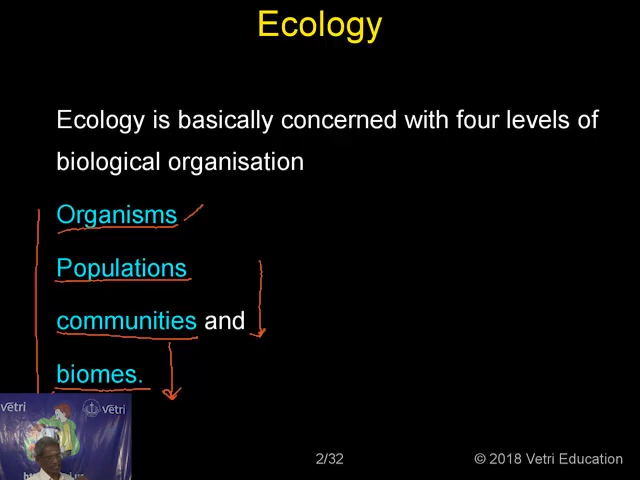 Ecology
Ecology is basically concerned with four levels of
biological organisation
Organisms
Populations
communities and
biomes.
vetri
vetri
2/32
© 2018 Vetri Education